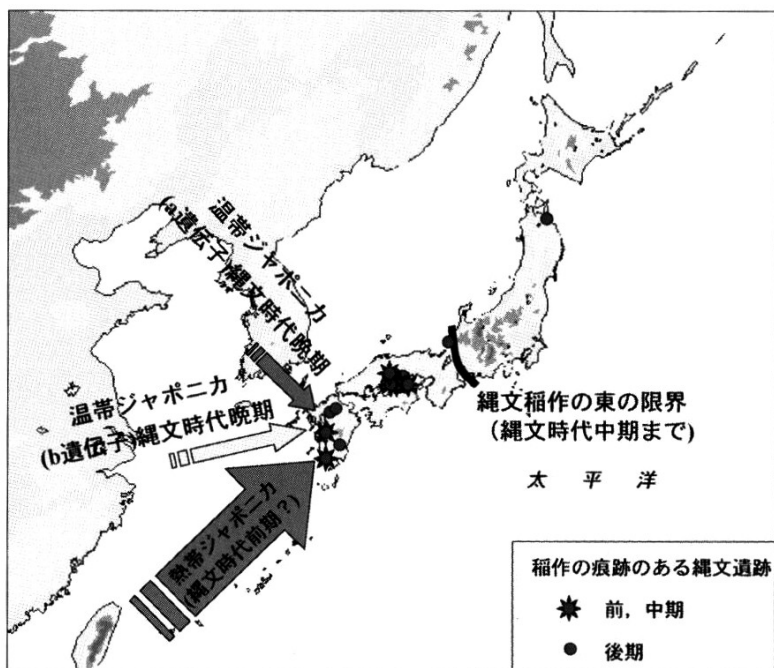 温帯ジャポニカ
(a遺伝子)縄文時代晩期
温帯ジャポニカ
(b遺伝子)縄文時代晩期
熱帯ジャポニカ
(縄文時代前期？)
縄文稲作の東の限界
（縄文時代中期まで）
太 平 洋
稲作の痕跡のある縄文遺跡
前，中期
後期